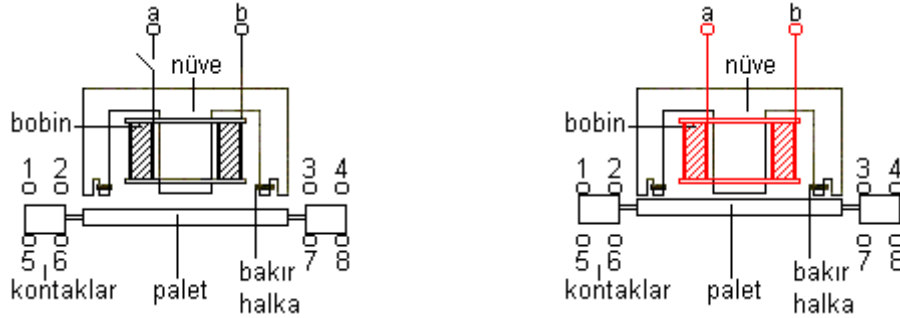 a b
nüve
bobin
1 2 3 4
5 6 7 8
kontaklar palet bakır
halka
a b
nüve
bobin
1 2 3 4
5 6 7 8
kontaklar palet bakır
halka